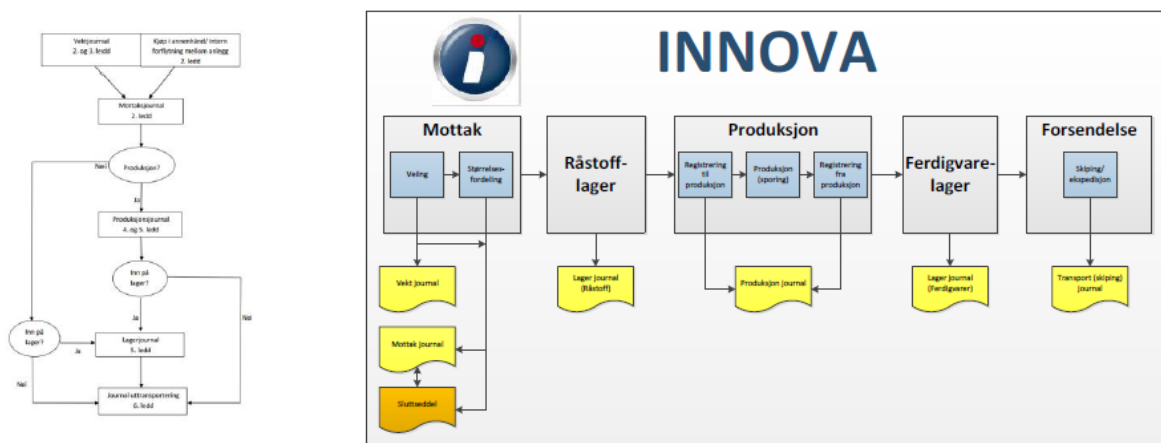 Vektjournal
2. og 3. ledd
Kjøp i annenhånd/ intern
forflytning mellom anlegg
2. ledd
Mottaksjournal
2. ledd
Produksjon?
Nei
Ja
Produksjonsjournal
4. og 5. ledd
Inn på
lager?
Nei
Ja
Inn på
lager?
Ja
Nei
Lagerjournal
5. ledd
Journal uttransportering
6. ledd
i
INNOVA
Mottak
Veiing
Størrelses-
fordeling
Råstoff-
lager
Produksjon
Registrering
til
produksjon
Produksjon
(sporing)
Registrering
fra
produksjon
Ferdigvare-
lager
Forsendelse
Skiping/
ekspedisjon
Vekt journal
Lager journal
(Råstoff)
Produksjon journal
Lager journal
(Ferdigvarer)
Transport (skiping)
journal
Mottak journal
Sluttseddel